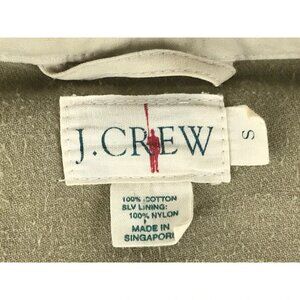 J.CREW
S
100% COTTON
SLV LINING:
100% NYLON
MADE IN
SINGAPORE